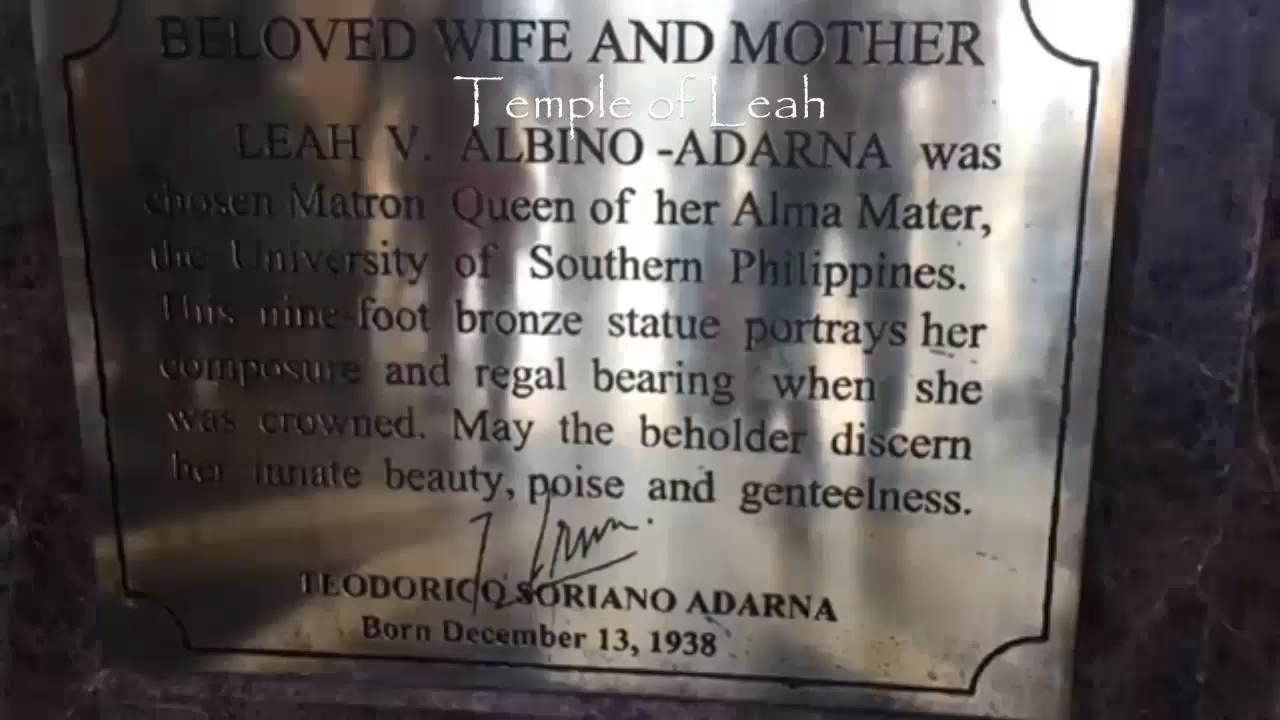 BELOVED WIFE AND MOTHER
Temple of Leah
LEAH V. ALBINO-ADARNA was
chosen Matron Queen of her Alma Mater,
the University of Southern Philippines.
This nine-foot bronze statue portrays her
composure and regal bearing when she
was crowned. May the beholder discern
her innate beauty, poise and genteelness.
TEODORICO SORIANO ADARNA
Born December 13, 1938